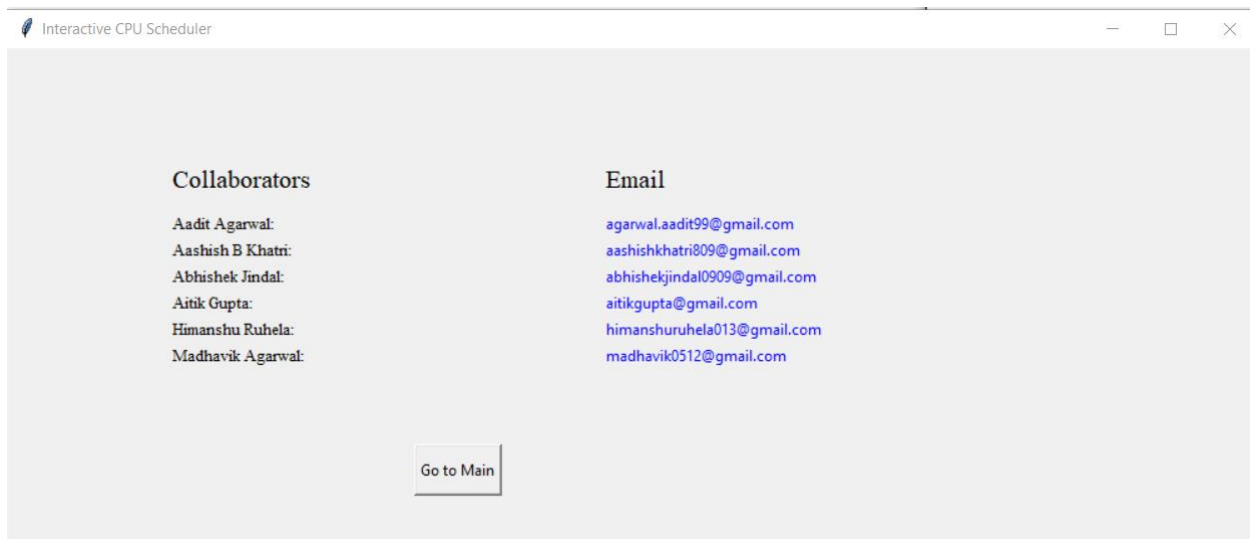 Interactive CPU Scheduler
Collaborators Email
Aadit Agarwal: agarwal.aadit99@gmail.com
Aashish B Khatri: aashishkhatri809@gmail.com
Abhishek Jindal: abhishekjindal0909@gmail.com
Aitik Gupta: aitikgupta@gmail.com
Himanshu Ruhela: himanshuruhela013@gmail.com
Madhavik Agarwal: madhavik0512@gmail.com
Go to Main